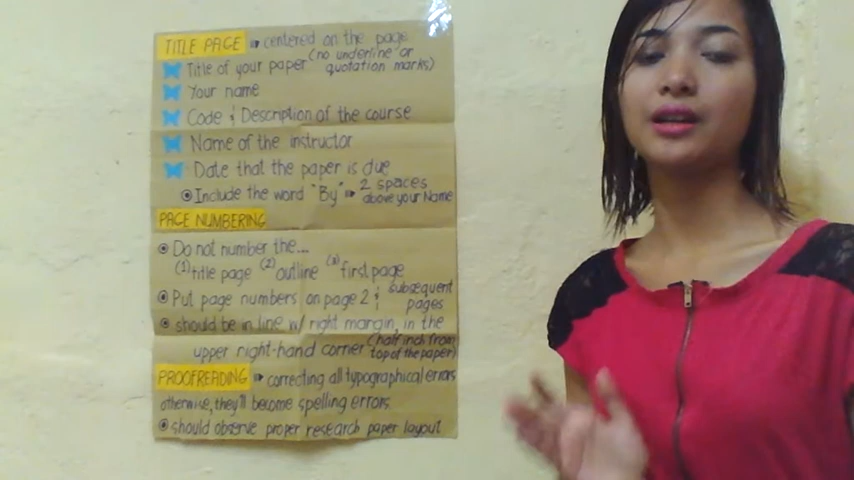 TITLE PAGE ➠ centered on the page
(no underline or
Title of your paper quotation marks)
Your name
Code & Description of the course
Name of the instructor
Date that the paper is due
Include the word "By" ➠ 2 spaces above your Name
PAGE NUMBERING
Do not number the...
(1) title page (2) outline (3) first page
Put page numbers on page 2 & subsequent pages
should be in line w/ right margin, in the
upper right-hand corner (half inch from top of the paper)
PROOFREADING ➠ correcting all typographical errors
otherwise, they'll become spelling errors
should observe proper research paper layout